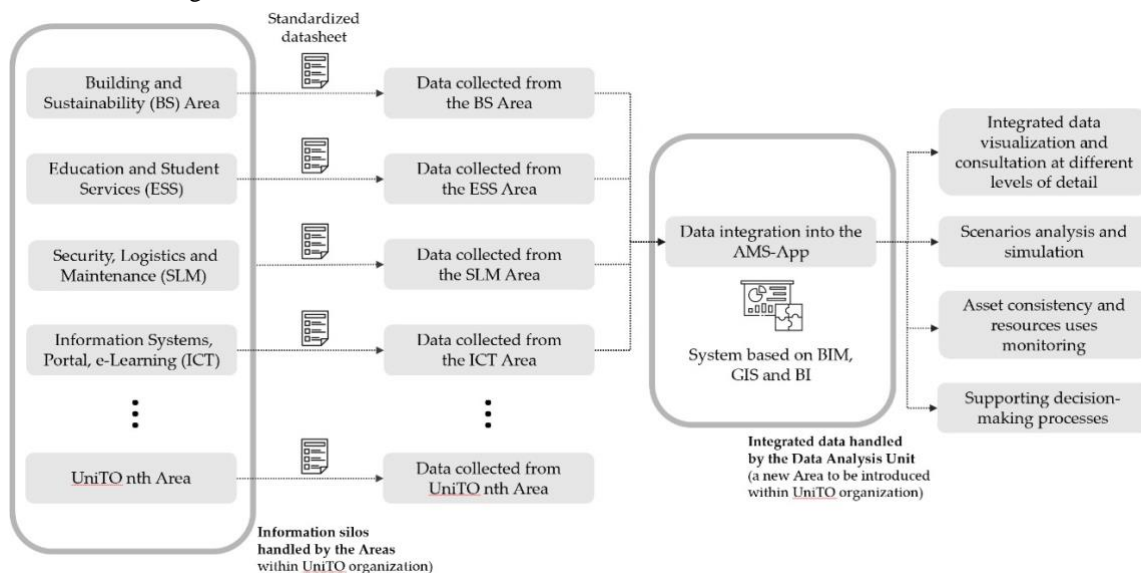 Standardized
datasheet
Building and
Sustainability (BS) Area
Data collected from
the BS Area
Education and Student
Services (ESS)
Data collected from
the ESS Area
Security, Logistics and
Maintenance (SLM)
Data collected from
the SLM Area
Information Systems,
Portal, e-Learning (ICT)
Data collected from
the ICT Area
UniTO nth Area
Data collected from
UniTO nth Area
Information silos
handled by the Areas
within UniTO organization)
Data integration into the
AMS-App
System based on BIM,
GIS and BI
Integrated data handled
by the Data Analysis Unit
(a new Area to be introduced
within UniTO organization)
Integrated data
visualization and
consultation at different
levels of detail
Scenarios analysis and
simulation
Asset consistency and
resources uses
monitoring
Supporting decision-
making processes